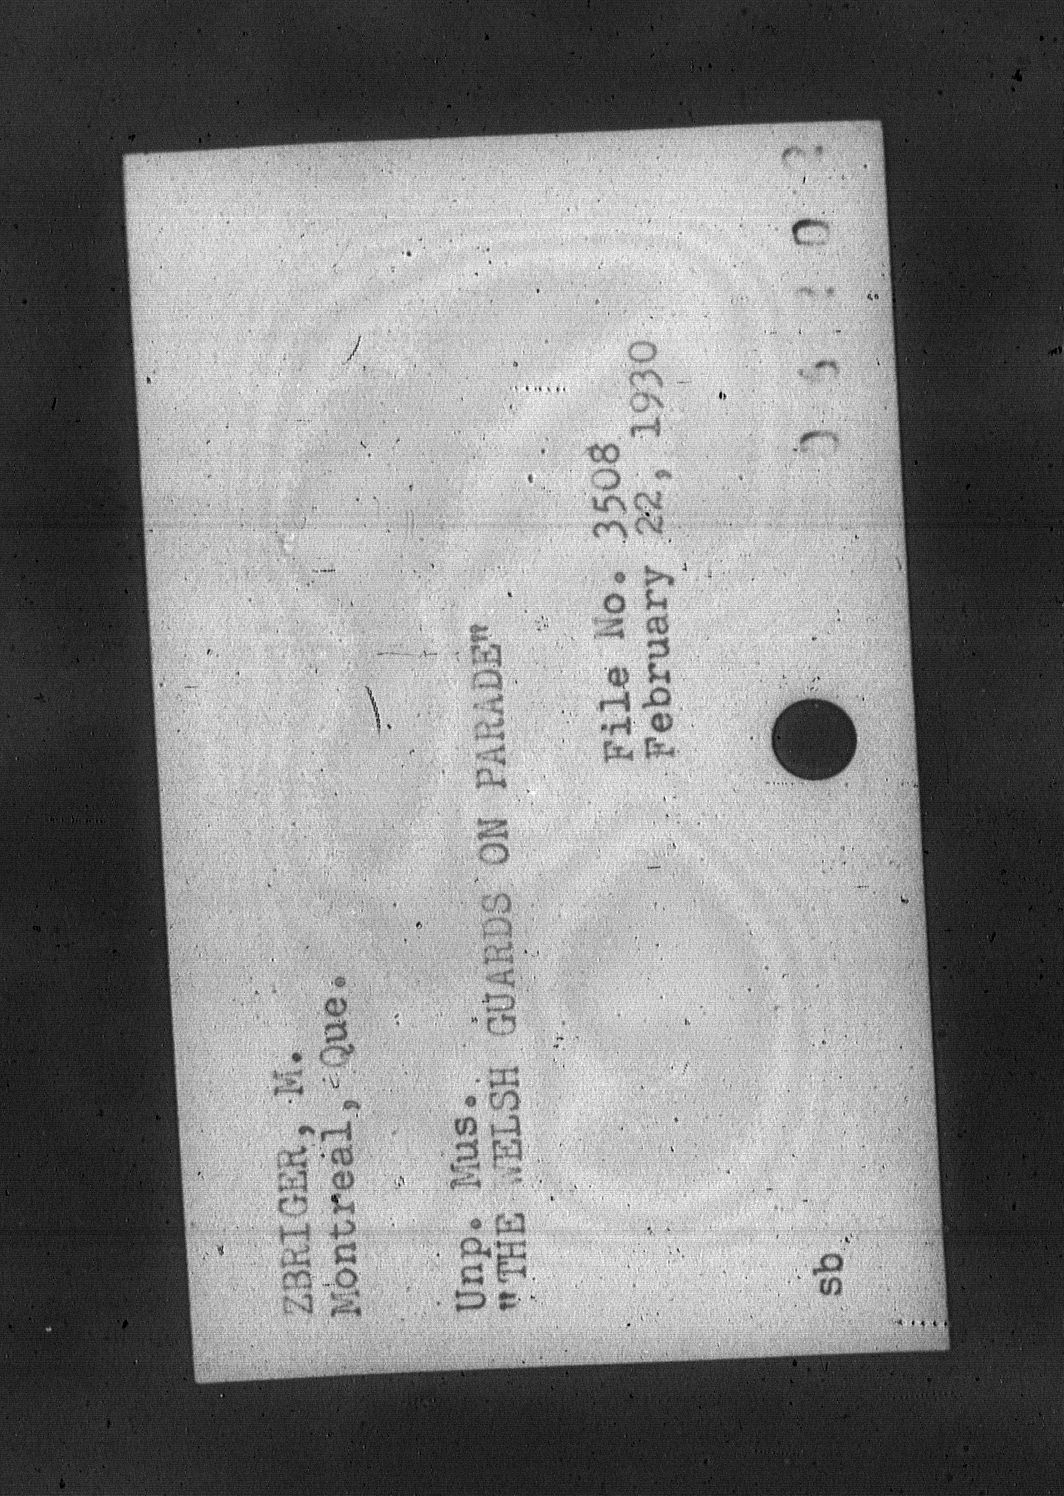 ZBRIGER, M.
Montreal, Que.
Unp. Mus.
"THE WELSH GUARDS ON PARADE"
File No. 3508
February 22, 1930
sb